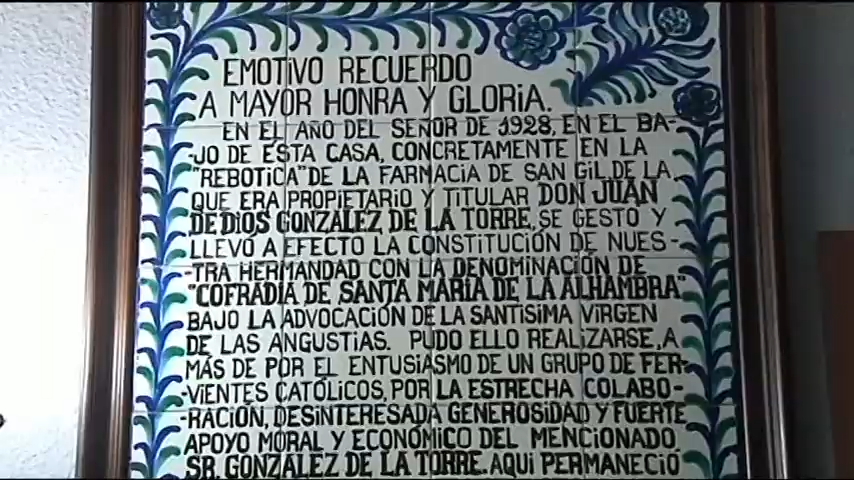 EMOTIVO RECUERDO
A MAYOR HONRA Y GLORIA.
EN EL AÑO DEL SEÑOR DE 1928, EN EL BA-
-JO DE ESTA CASA, CONCRETAMENTE EN LA
"REBOTICA" DE LA FARMACIA DE SAN GIL DE LA
QUE ERA PROPIETARIO Y TITULAR DON JUAN
DE DIOS GONZALEZ DE LA TORRE, SE GESTO Y
LLEVO A EFECTO LA CONSTITUCIÓN DE NUES-
-TRA HERMANDAD CON LA DENOMINACIÓN DE
"COFRADIA DE SANTA MARIA DE LA ALHAMBRA"
BAJO LA ADVOCACIÓN DE LA SANTISIMA VIRGEN
DE LAS ANGUSTIAS. PUDO ELLO REALIZARSE, A
MÁS DE POR EL ENTUSIASMO DE UN GRUPO DE FER-
-VIENTES CATÓLICOS POR LA ESTRECHA COLABO-
-RACIÓN, DESINTERESADA GENEROSIDAD Y FUERTE
APOYO MORAL Y ECONÓMICO DEL MENCIONADO
SR. GONZALEZ DE LA TORRE. AQUI PERMANECIÓ